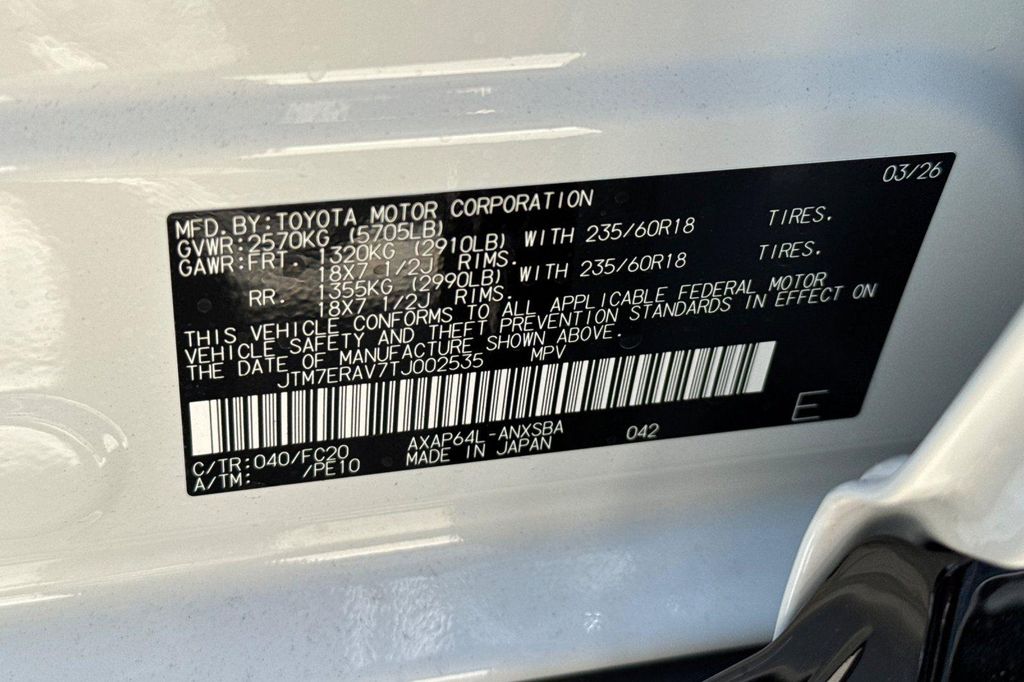 03/26
MFD. BY: TOYOTA MOTOR CORPORATION
GVWR: 2570KG (5705LB)
GAWR: FRT. 1320KG (2910LB) WITH 235/60R18 TIRES.
18X7 1/2J RIMS.
RR. 1355KG (2990LB) WITH 235/60R18 TIRES.
18X7 1/2J RIMS.
THIS VEHICLE CONFORMS TO ALL APPLICABLE FEDERAL MOTOR
VEHICLE SAFETY AND THEFT PREVENTION STANDARDS IN EFFECT ON
THE DATE OF MANUFACTURE SHOWN ABOVE.
JTM7ERAV7TJ002535 MPV
E
C/TR: 040/FC20 AXAP64L-ANXSBA 042
A/TM: /PE10 MADE IN JAPAN